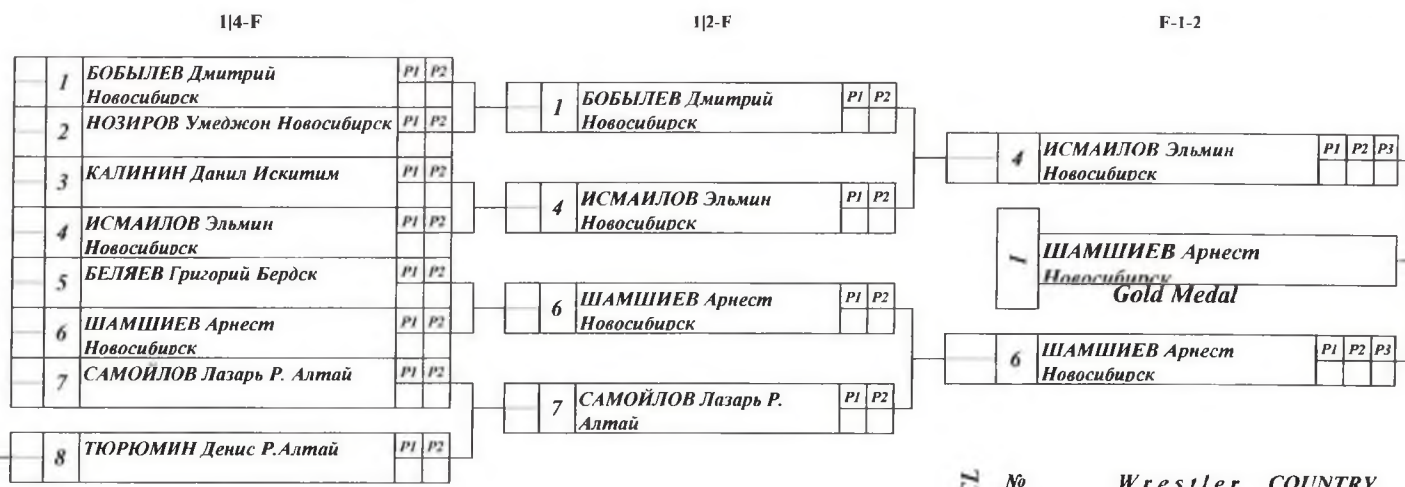 1|4-F
1|2-F
F-1-2
1 БОБЫЛЕВ Дмитрий P1 P2
Новосибирск
2 НОЗИРОВ Умеджон Новосибирск P1 P2
3 КАЛИНИН Данил Искитим P1 P2
4 ИСМАИЛОВ Эльмин P1 P2
Новосибирск
5 БЕЛЯЕВ Григорий Бердск P1 P2
6 ШАМШИЕВ Арнест P1 P2
Новосибирск
7 САМОЙЛОВ Лазарь Р. Алтай P1 P2
8 ТЮРЮМИН Денис Р.Алтай P1 P2
1 БОБЫЛЕВ Дмитрий P1 P2
Новосибирск
4 ИСМАИЛОВ Эльмин P1 P2
Новосибирск
6 ШАМШИЕВ Арнест P1 P2
Новосибирск
7 САМОЙЛОВ Лазарь Р. P1 P2
Алтай
4 ИСМАИЛОВ Эльмин P1 P2 P3
Новосибирск
1 ШАМШИЕВ Арнест
Новосибирск
Gold Medal
6 ШАМШИЕВ Арнест P1 P2 P3
Новосибирск
№ Wrestler COUNTRY